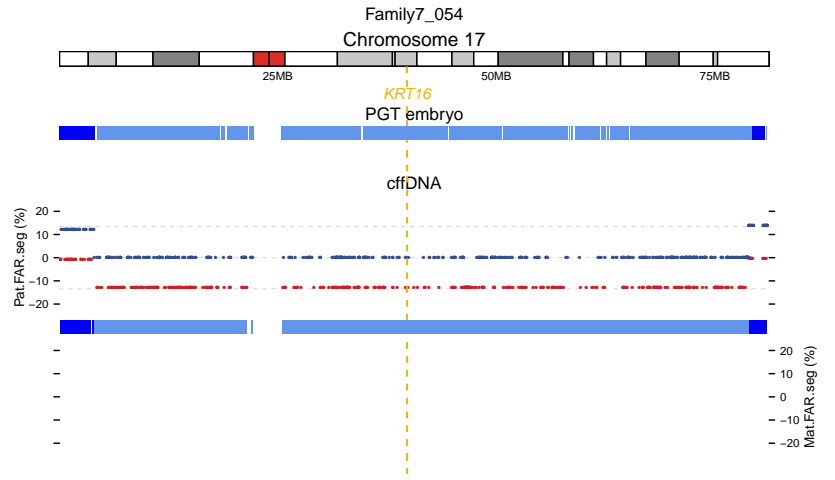 Family7_054
Chromosome 17
25MB 50MB 75MB
KRT16
PGT embryo
cffDNA
Pat.FAR.seg (%)
20
10
0
−10
−20
Mat.FAR.seg (%)
20
10
0
−10
−20